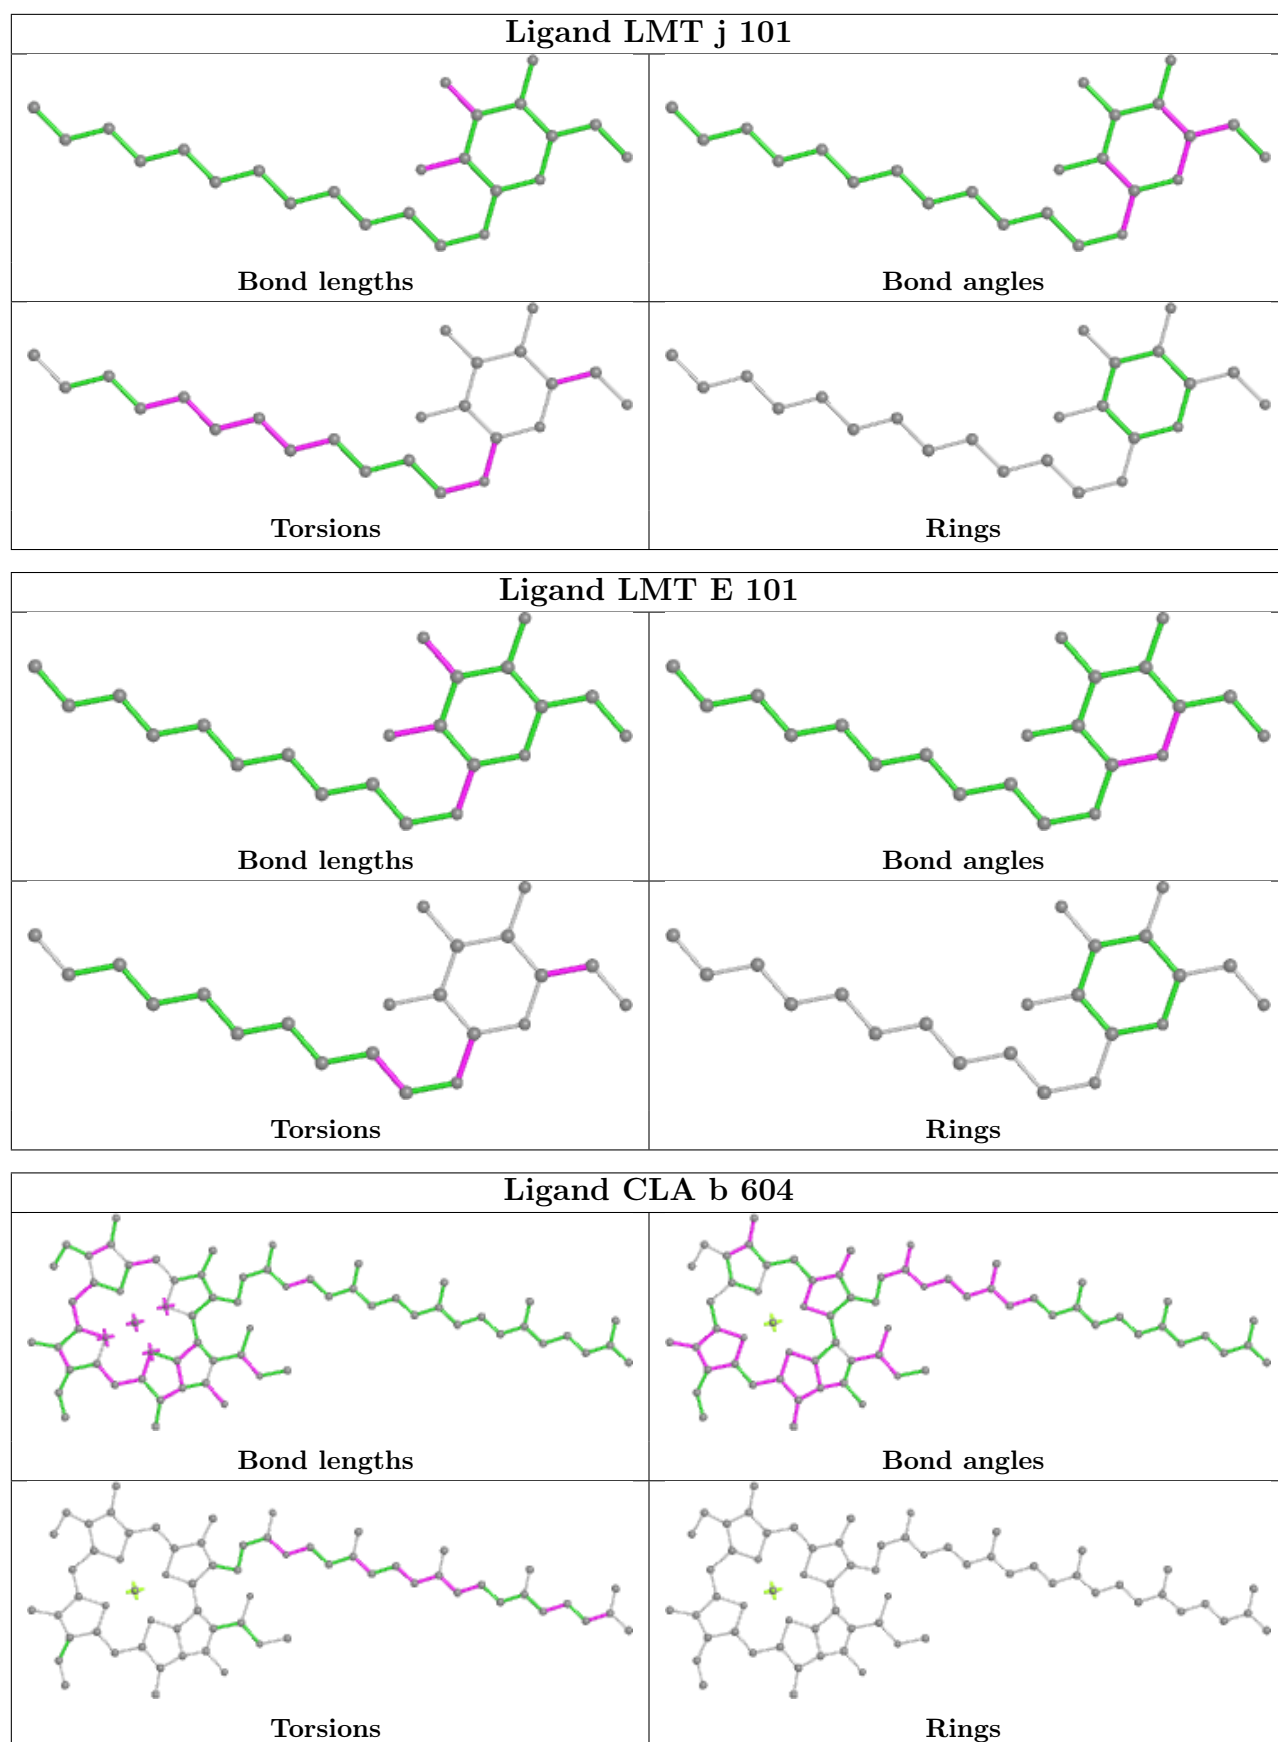 Ligand LMT j 101
Bond lengths
Bond angles
Torsions
Rings
Ligand LMT E 101
Bond lengths
Bond angles
Torsions
Rings
Ligand CLA b 604
Bond lengths
Bond angles
Torsions
Rings